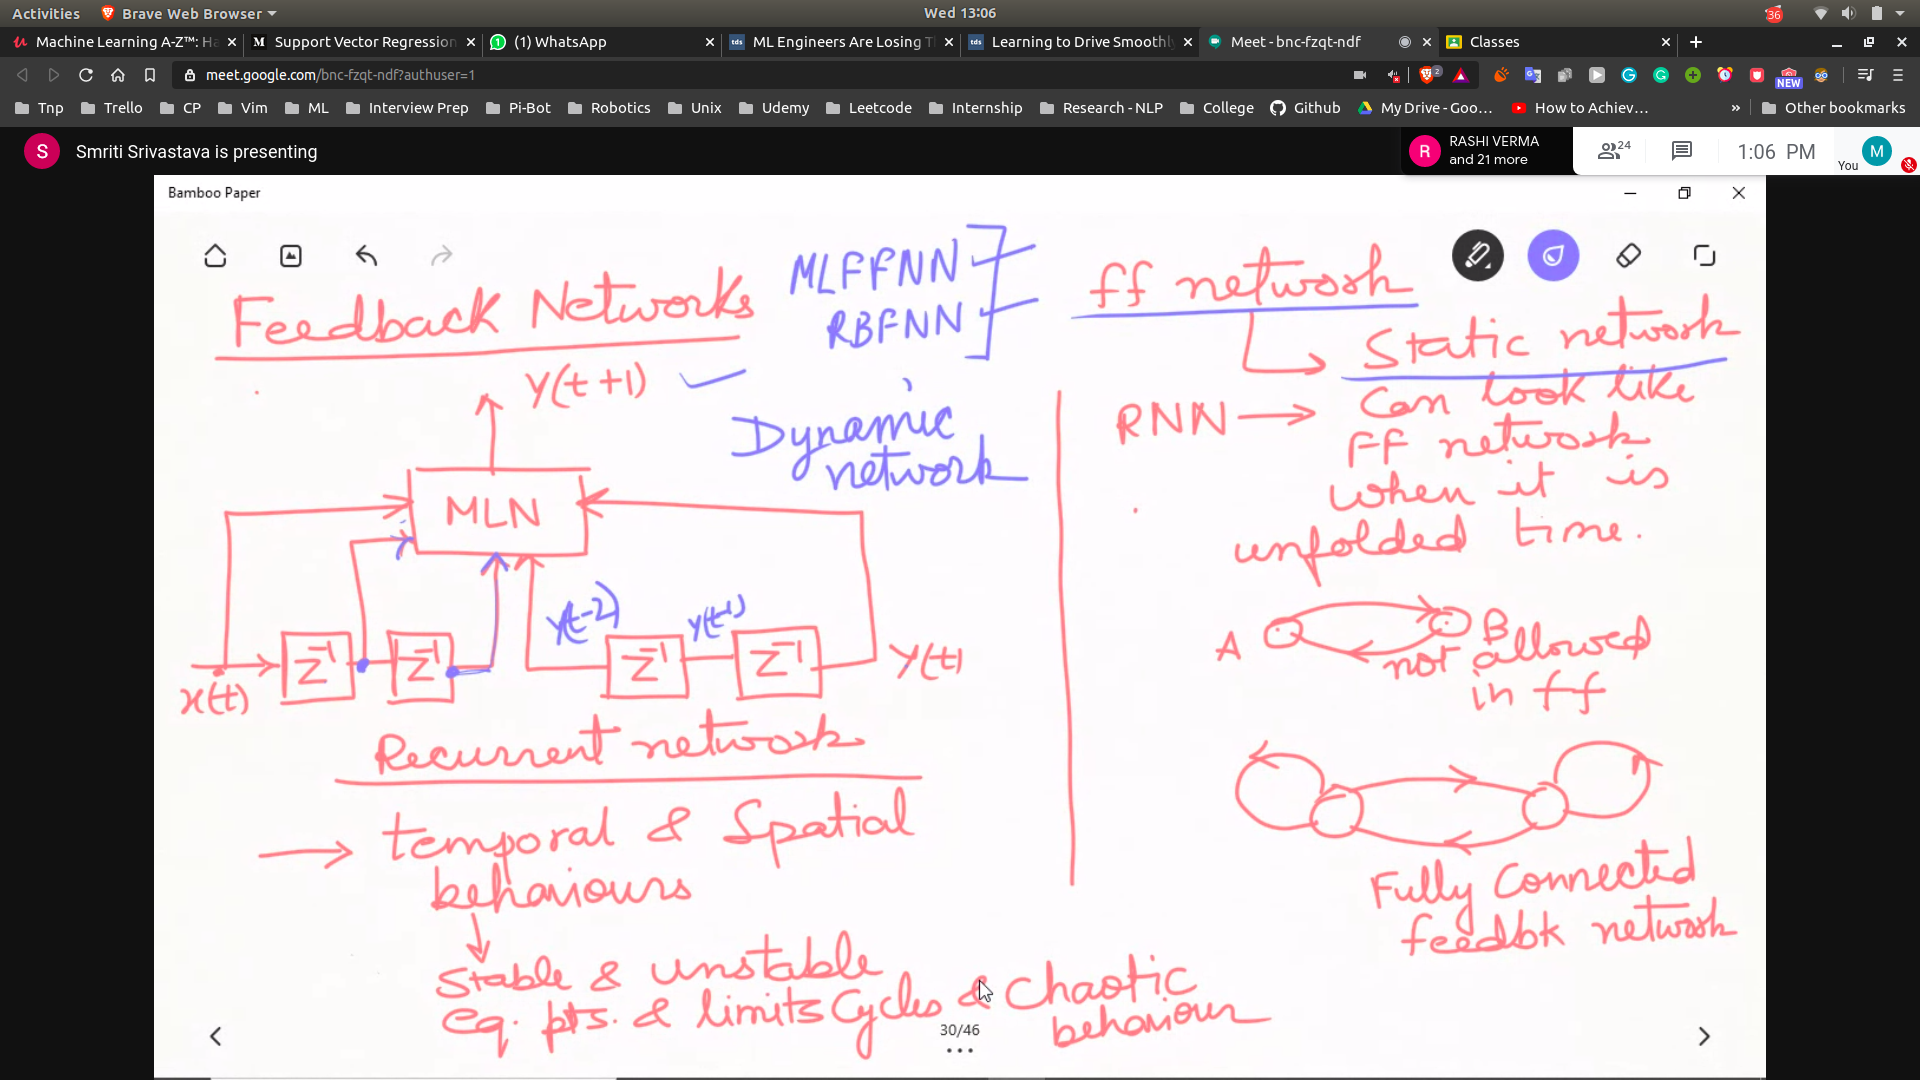 Activities
Brave Web Browser
Wed 13:06
36
Machine Learning A-Z™: Ha
Support Vector Regression
(1) WhatsApp
ML Engineers Are Losing T
Learning to Drive Smoothly
Meet - bnc-fzqt-ndf
Classes
meet.google.com/bnc-fzqt-ndf?authuser=1
2
NEW
Tnp
Trello
CP
Vim
ML
Interview Prep
Pi-Bot
Robotics
Unix
Udemy
Leetcode
Internship
Research - NLP
College
Github
My Drive - Goo...
How to Achiev...
»
Other bookmarks
S
Smriti Srivastava is presenting
R
RASHI VERMA
and 21 more
24
1:06 PM
You
M
Bamboo Paper
Feedback Networks
MLFFNN
RBFNN
ff network
Static network
y(t+1)
Dynamic
network
RNN → Can look like
FF network
when it is
unfolded time.
MLN
y(t-2)
y(t-1)
x(t)
Z⁻¹
Z⁻¹
Z⁻¹
Z⁻¹
y(t)
A
B
not allowed
in ff
Recurrent network
→ temporal & Spatial
behaviours
Stable & unstable
eq. pts. & limits Cycles & Chaotic
behaviour
Fully Connected
feedbk network
30/46